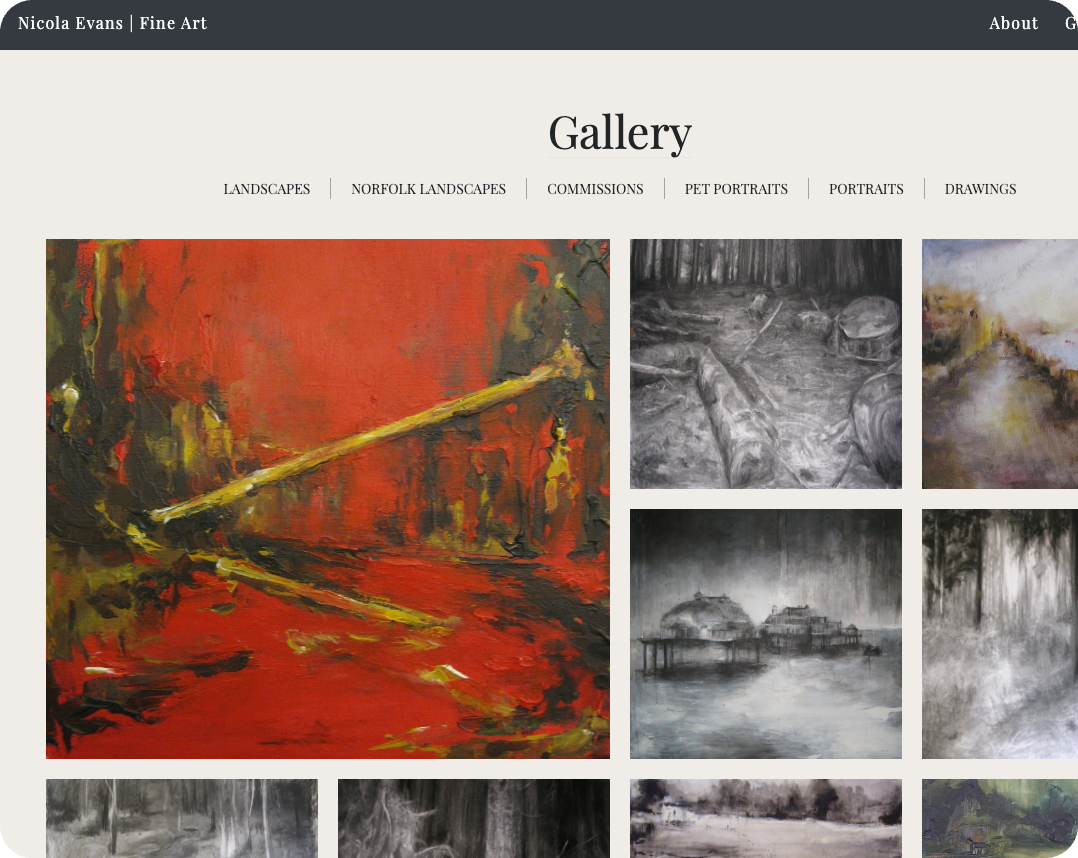 Nicola Evans | Fine Art
About
Gallery
LANDSCAPES
NORFOLK LANDSCAPES
COMMISSIONS
PET PORTRAITS
PORTRAITS
DRAWINGS